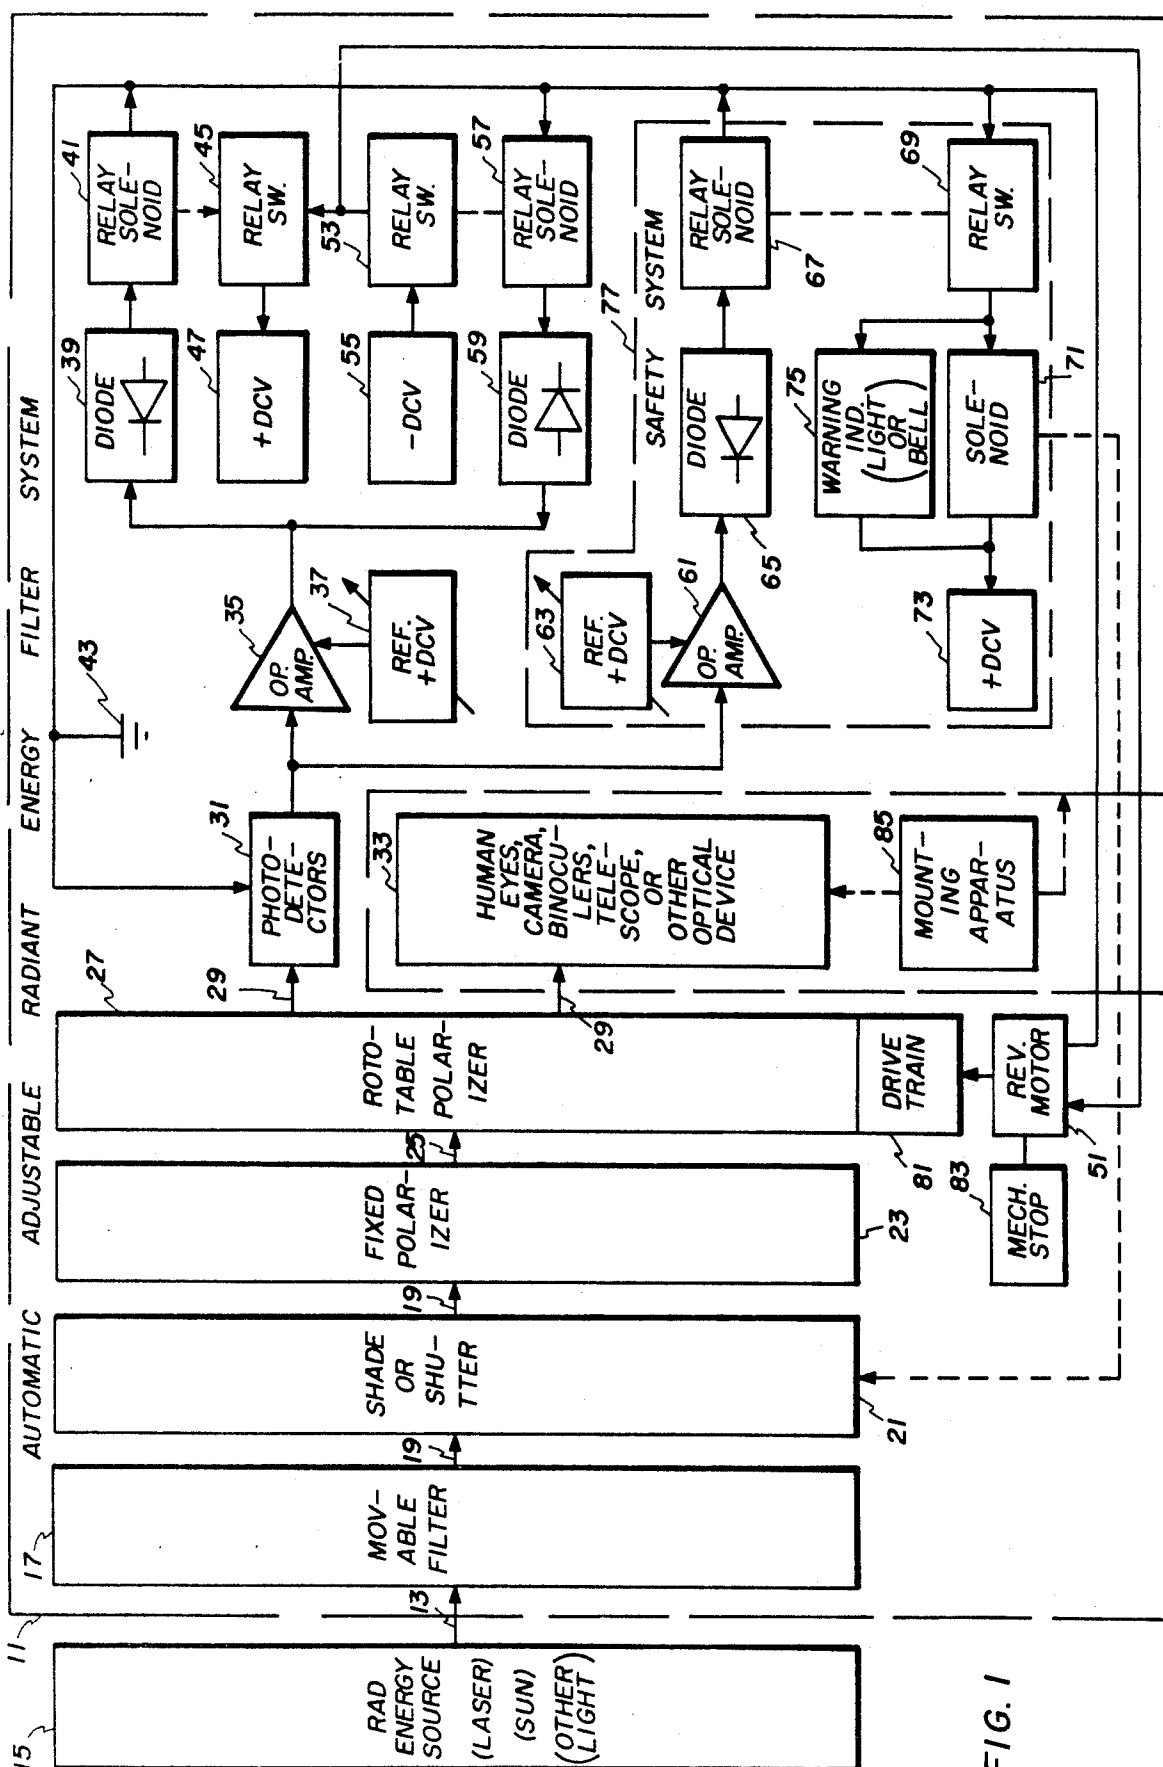 AUTOMATIC ADJUSTABLE RADIANT ENERGY FILTER SYSTEM
11
15
RAD
ENERGY
SOURCE
(LASER)
(SUN)
(OTHER
LIGHT)
13
17
MOV-
ABLE
FILTER
19
SHADE
OR
SHU-
TTER
21
19
FIXED
POLAR-
IZER
23
25
27
ROTO-
TABLE
POLAR-
IZER
DRIVE
TRAIN
81
REV.
MOTOR
51
83
MECH.
STOP
29
29
31
PHOTO-
DETE-
CTORS
33
HUMAN
EYES,
CAMERA,
BINOCU-
LERS,
TELE-
SCOPE,
OR
OTHER
OPTICAL
DEVICE
85
MOUNT-
ING
APPAR-
ATUS
43
35
OP.
AMP.
37
REF.
+DCV
39
DIODE
41
RELAY
SOLE-
NOID
45
RELAY
SW.
47
+DCV
53
RELAY
SW.
55
-DCV
57
RELAY
SOLE-
NOID
59
DIODE
SAFETY SYSTEM
77
61
OP.
AMP.
63
REF.
+DCV
65
DIODE
67
RELAY
SOLE-
NOID
69
RELAY
SW.
75
WARNING
IND.
(LIGHT
OR
BELL)
71
SOLE-
NOID
73
+DCV
FIG. 1